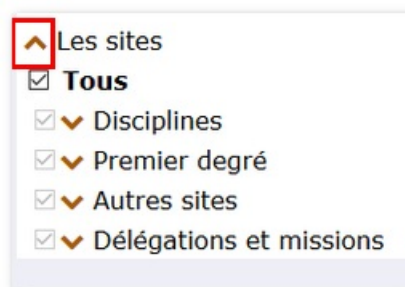 Les sites
Tous
Disciplines
Premier degré
Autres sites
Délégations et missions